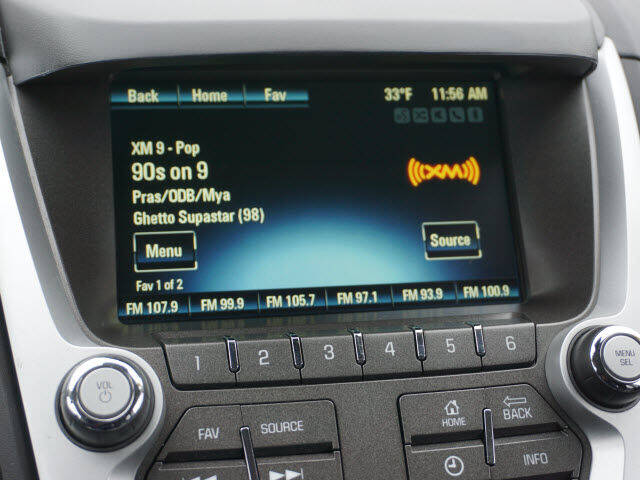 Back Home Fav 33°F 11:56 AM
XM 9 - Pop
90s on 9
((XM))
Pras/ODB/Mya
Ghetto Supastar (98)
Menu Source
Fav 1 of 2
FM 107.9 FM 99.9 FM 105.7 FM 97.1 FM 93.9 FM 100.9
1 2 3 4 5 6
VOL
MENU
SEL
FAV SOURCE
HOME BACK
INFO